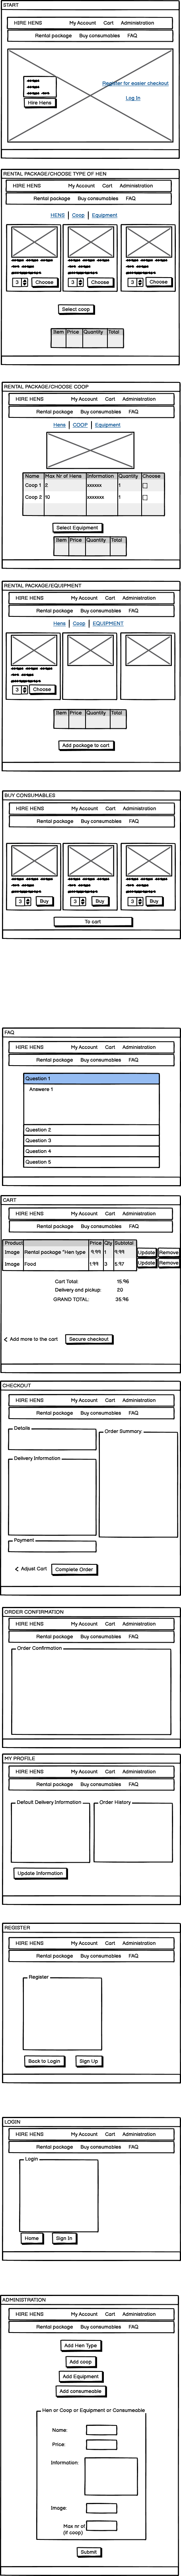 START
HIRE HENS My Account Cart Administration
Rental package Buy consumables FAQ
Register for easier checkout
Hire Hens
Log In
RENTAL PACKAGE/CHOOSE TYPE OF HEN
HIRE HENS My Account Cart Administration
Rental package Buy consumables FAQ
HENS Coop Equipment
3 Choose 3 Choose 3 Choose
Select coop
Item Price Quantity Total
RENTAL PACKAGE/CHOOSE COOP
HIRE HENS My Account Cart Administration
Rental package Buy consumables FAQ
Hens COOP Equipment
Name Max Nr of Hens Information Quantity Choose
Coop 1 2 xxxxxx 1
Coop 2 10 xxxxxxx 1
Select Equipment
Item Price Quantity Total
RENTAL PACKAGE/EQUIPMENT
HIRE HENS My Account Cart Administration
Rental package Buy consumables FAQ
Hens Coop EQUIPMENT
3 Choose
Item Price Quantity Total
Add package to cart
BUY CONSUMABLES
HIRE HENS My Account Cart Administration
Rental package Buy consumables FAQ
3 Buy 3 Buy 3 Buy
To cart
FAQ
HIRE HENS My Account Cart Administration
Rental package Buy consumables FAQ
Question 1
Answere 1
Question 2
Question 3
Question 4
Question 5
CART
HIRE HENS My Account Cart Administration
Rental package Buy consumables FAQ
Product Price Qty Subtotal
Image Rental package "Hen type 9.99 1 9.99 Update Remove
Image Food 1.99 3 5.97 Update Remove
Cart Total 15.96
Delivery and pickup: 20
GRAND TOTAL: 35.96
Add more to the cart Secure checkout
CHECKOUT
HIRE HENS My Account Cart Administration
Rental package Buy consumables FAQ
Details Order Summary
Delivery Information
Payment
Adjust Cart Complete Order
ORDER CONFIRMATION
HIRE HENS My Account Cart Administration
Rental package Buy consumables FAQ
Order Confirmation
MY PROFILE
HIRE HENS My Account Cart Administration
Rental package Buy consumables FAQ
Default Delivery Information Order History
Update Information
REGISTER
HIRE HENS My Account Cart Administration
Rental package Buy consumables FAQ
Register
Back to Login Sign Up
LOGIN
HIRE HENS My Account Cart Administration
Rental package Buy consumables FAQ
Login
Home Sign In
ADMINISTRATION
HIRE HENS My Account Cart Administration
Rental package Buy consumables FAQ
Add Hen Type
Add coop
Add Equipment
Add consumeable
Hen or Coop or Equipment or Consumeable
Name:
Price:
Information:
Image:
Max nr of
(if coop)
Submit